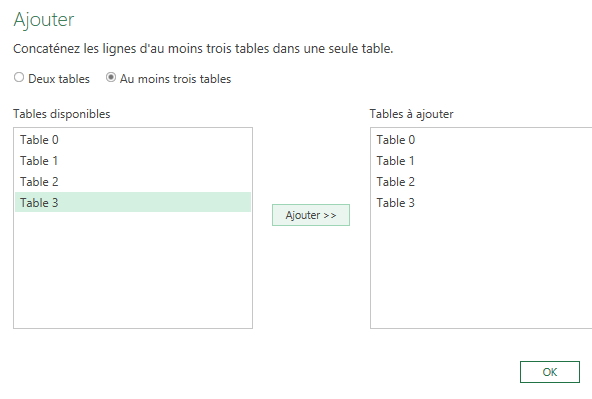 Ajouter
Concaténez les lignes d'au moins trois tables dans une seule table.
Deux tables
Au moins trois tables
Tables disponibles
Table 0
Table 1
Table 2
Table 3
Ajouter >>
Tables à ajouter
Table 0
Table 1
Table 2
Table 3
OK